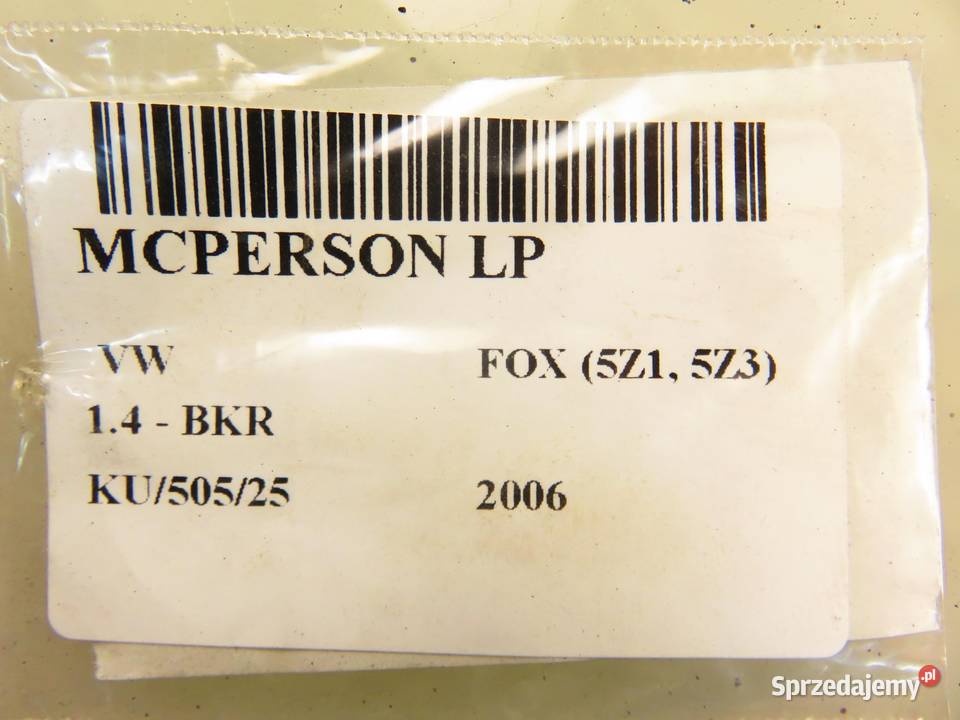 MCPERSON LP
VW FOX (5Z1, 5Z3)
1.4 - BKR
KU/505/25 2006
Sprzedajemy.pl